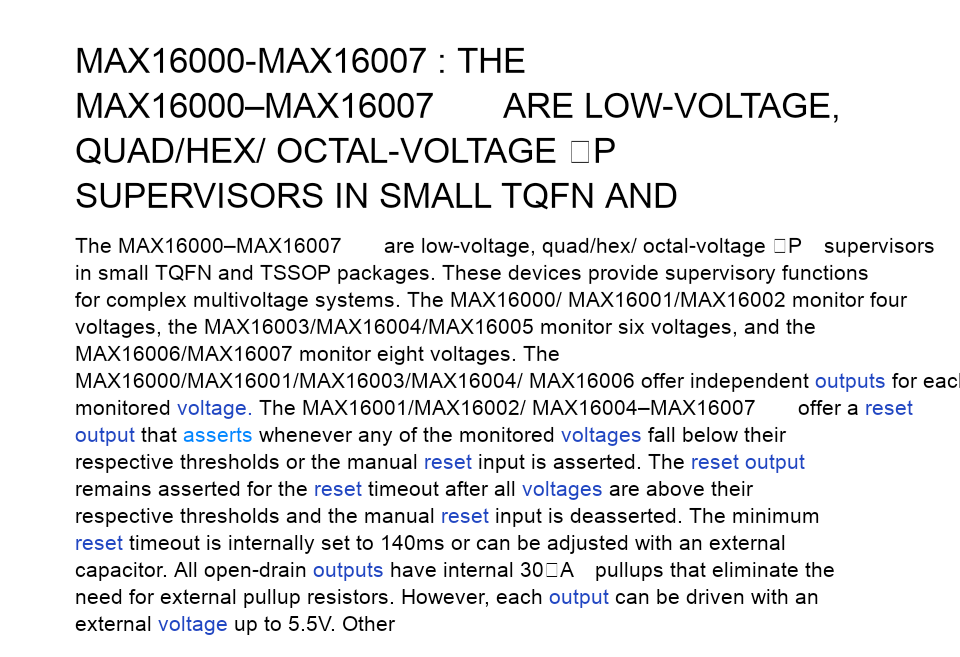 MAX16000-MAX16007 : THE
MAX16000–MAX16007 ARE LOW-VOLTAGE,
QUAD/HEX/ OCTAL-VOLTAGE □P
SUPERVISORS IN SMALL TQFN AND
The MAX16000–MAX16007 are low-voltage, quad/hex/ octal-voltage □P supervisors
in small TQFN and TSSOP packages. These devices provide supervisory functions
for complex multivoltage systems. The MAX16000/ MAX16001/MAX16002 monitor four
voltages, the MAX16003/MAX16004/MAX16005 monitor six voltages, and the
MAX16006/MAX16007 monitor eight voltages. The
MAX16000/MAX16001/MAX16003/MAX16004/ MAX16006 offer independent outputs for eac
monitored voltage. The MAX16001/MAX16002/ MAX16004–MAX16007 offer a reset
output that asserts whenever any of the monitored voltages fall below their
respective thresholds or the manual reset input is asserted. The reset output
remains asserted for the reset timeout after all voltages are above their
respective thresholds and the manual reset input is deasserted. The minimum
reset timeout is internally set to 140ms or can be adjusted with an external
capacitor. All open-drain outputs have internal 30□A pullups that eliminate the
need for external pullup resistors. However, each output can be driven with an
external voltage up to 5.5V. Other